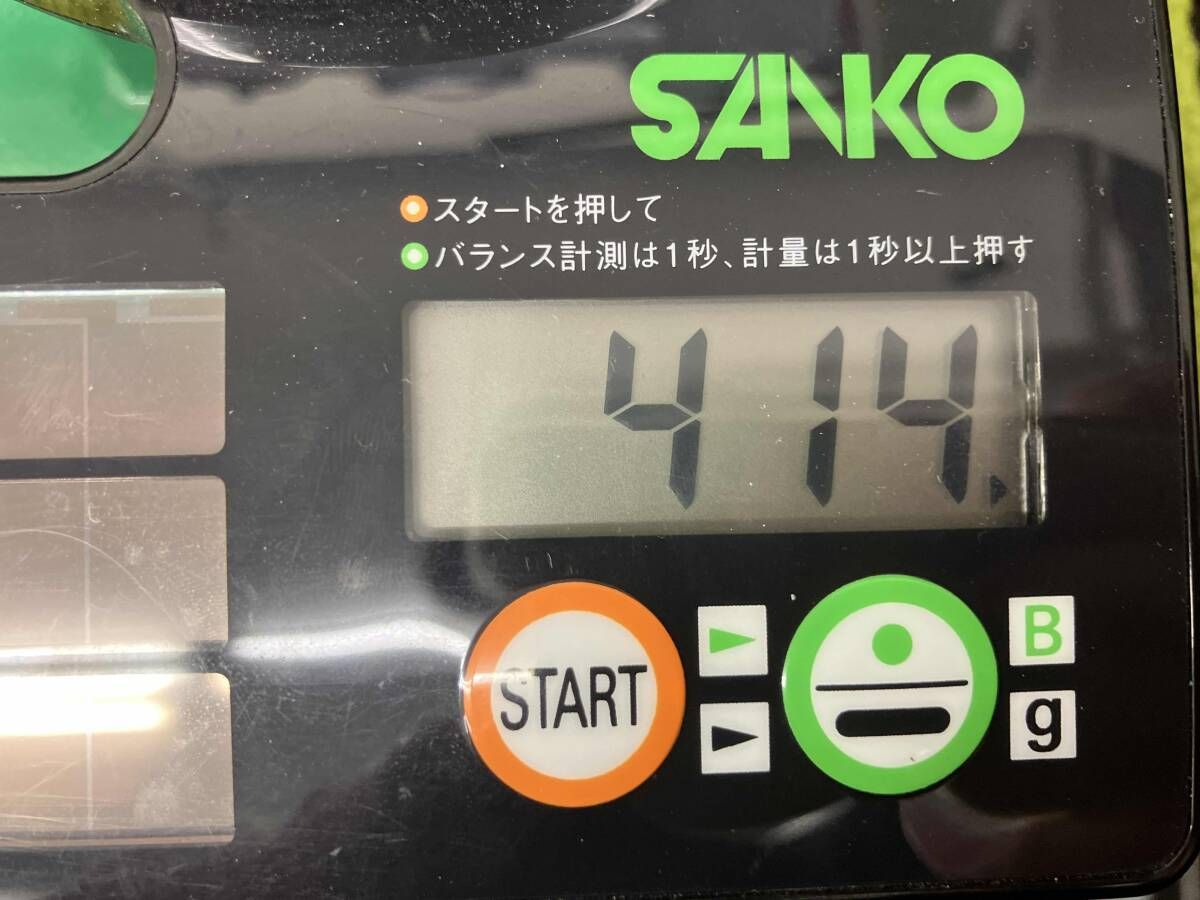 SANKO
スタートを押して
バランス計測は1秒、計量は1秒以上押す
414.
START
B
g